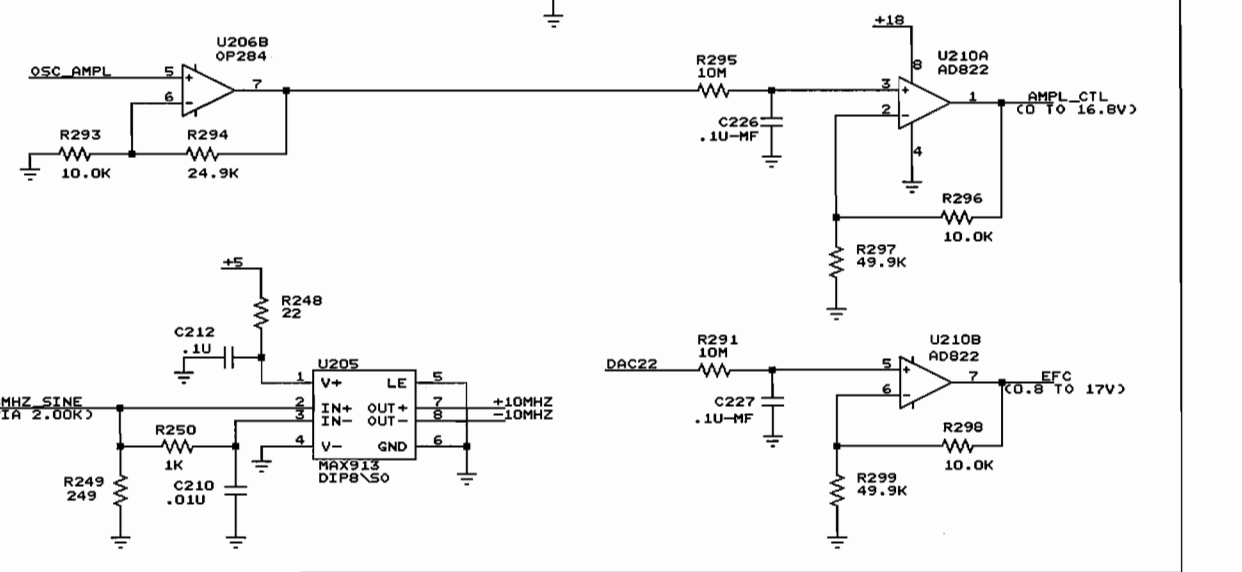 +18
U206B
OP284
OSC_AMPL
5
6
7
R293
10.0K
R294
24.9K
R295
10M
C226
.1U-MF
U210A
AD822
8
3
2
1
4
AMPL_CTL
(0 TO 16.8V)
R296
10.0K
R297
49.9K
+5
R248
22
C212
.1U
U205
1 V+ LE 5
2 IN+ OUT+ 7
3 IN- OUT- 8
4 V- GND 6
MAX913
DIP8\SO
+10MHZ
-10MHZ
MHZ_SINE
IA 2.00K)
R250
1K
R249
249
C210
.01U
DAC22
R291
10M
C227
.1U-MF
U210B
AD822
5
6
7
EFC
(0.8 TO 17V)
R298
10.0K
R299
49.9K